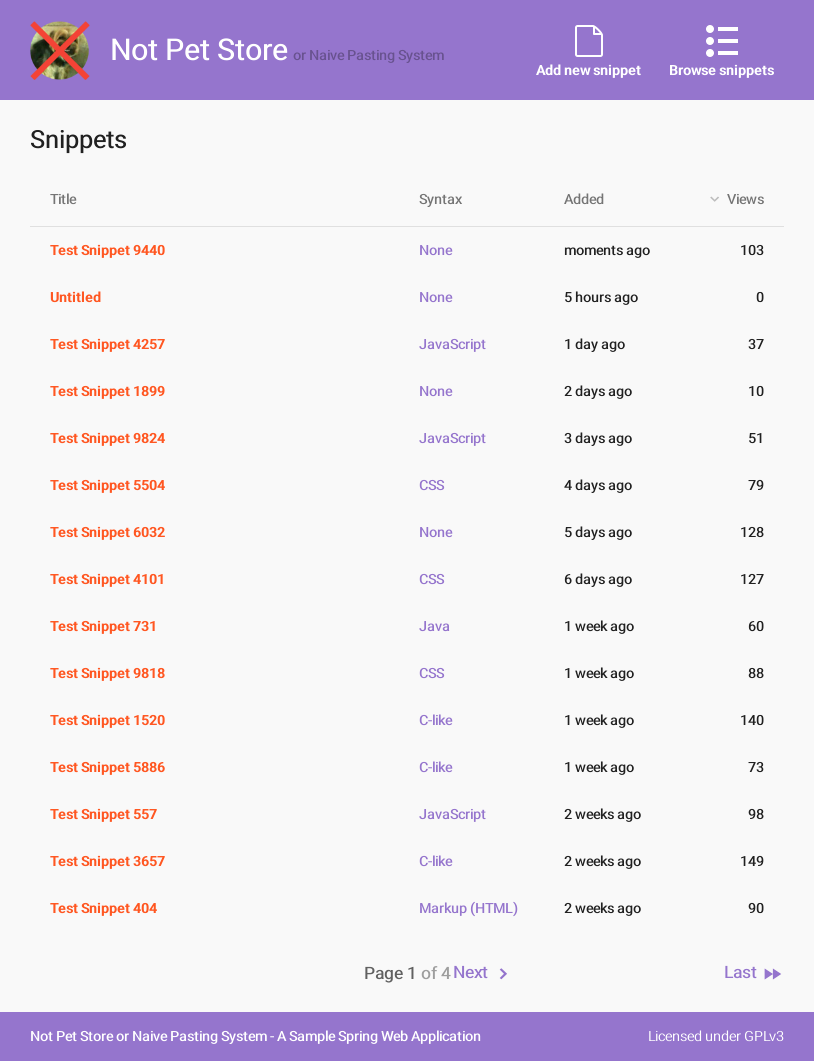 Not Pet Store or Naive Pasting System
Add new snippet
Browse snippets
Snippets
Title Syntax Added Views
Test Snippet 9440 None moments ago 103
Untitled None 5 hours ago 0
Test Snippet 4257 JavaScript 1 day ago 37
Test Snippet 1899 None 2 days ago 10
Test Snippet 9824 JavaScript 3 days ago 51
Test Snippet 5504 CSS 4 days ago 79
Test Snippet 6032 None 5 days ago 128
Test Snippet 4101 CSS 6 days ago 127
Test Snippet 731 Java 1 week ago 60
Test Snippet 9818 CSS 1 week ago 88
Test Snippet 1520 C-like 1 week ago 140
Test Snippet 5886 C-like 1 week ago 73
Test Snippet 557 JavaScript 2 weeks ago 98
Test Snippet 3657 C-like 2 weeks ago 149
Test Snippet 404 Markup (HTML) 2 weeks ago 90
Page 1 of 4 Next Last
Not Pet Store or Naive Pasting System - A Sample Spring Web Application Licensed under GPLv3